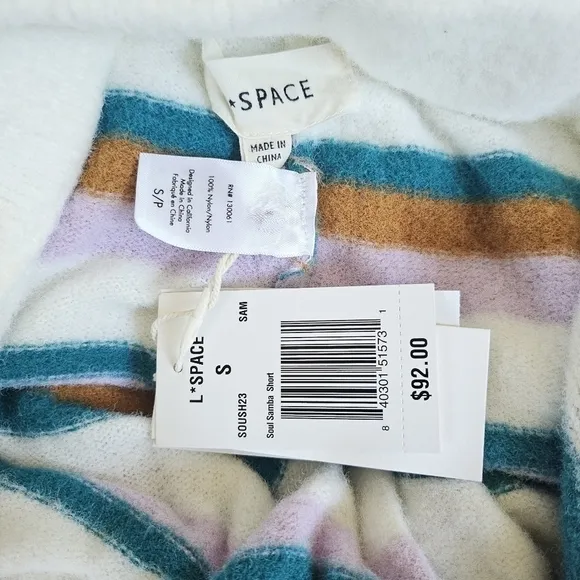 *SPACE
MADE IN
CHINA
RN# 130061
100% Nylon/Nylon
Designed in California
Made in China
Fabriqué en Chine
S/P
L*SPACE
S
SOUSH23 SAM
Soul Samba Short
8 40301 51573 1
$92.00